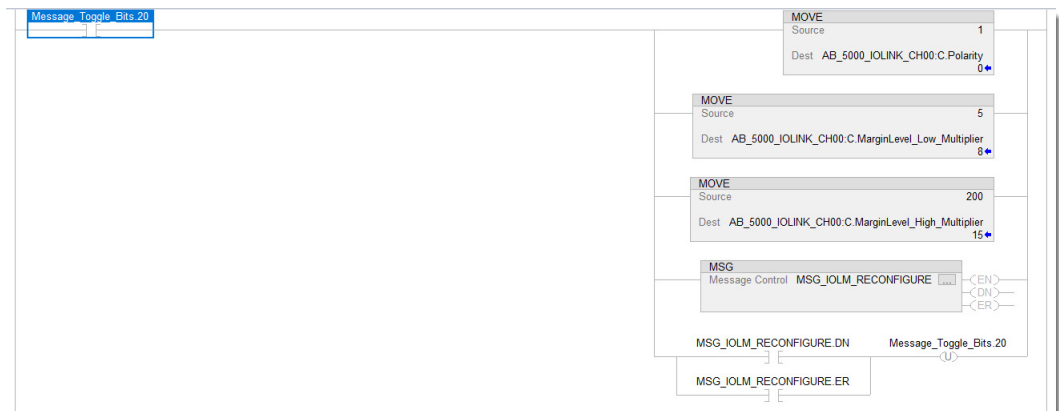 Message_Toggle_Bits.20
MOVE
Source 1
Dest AB_5000_IOLINK_CH00:C.Polarity
0
MOVE
Source 5
Dest AB_5000_IOLINK_CH00:C.MarginLevel_Low_Multiplier
8
MOVE
Source 200
Dest AB_5000_IOLINK_CH00:C.MarginLevel_High_Multiplier
15
MSG
Message Control MSG_IOLM_RECONFIGURE ... EN
DN
ER
MSG_IOLM_RECONFIGURE.DN Message_Toggle_Bits.20
U
MSG_IOLM_RECONFIGURE.ER